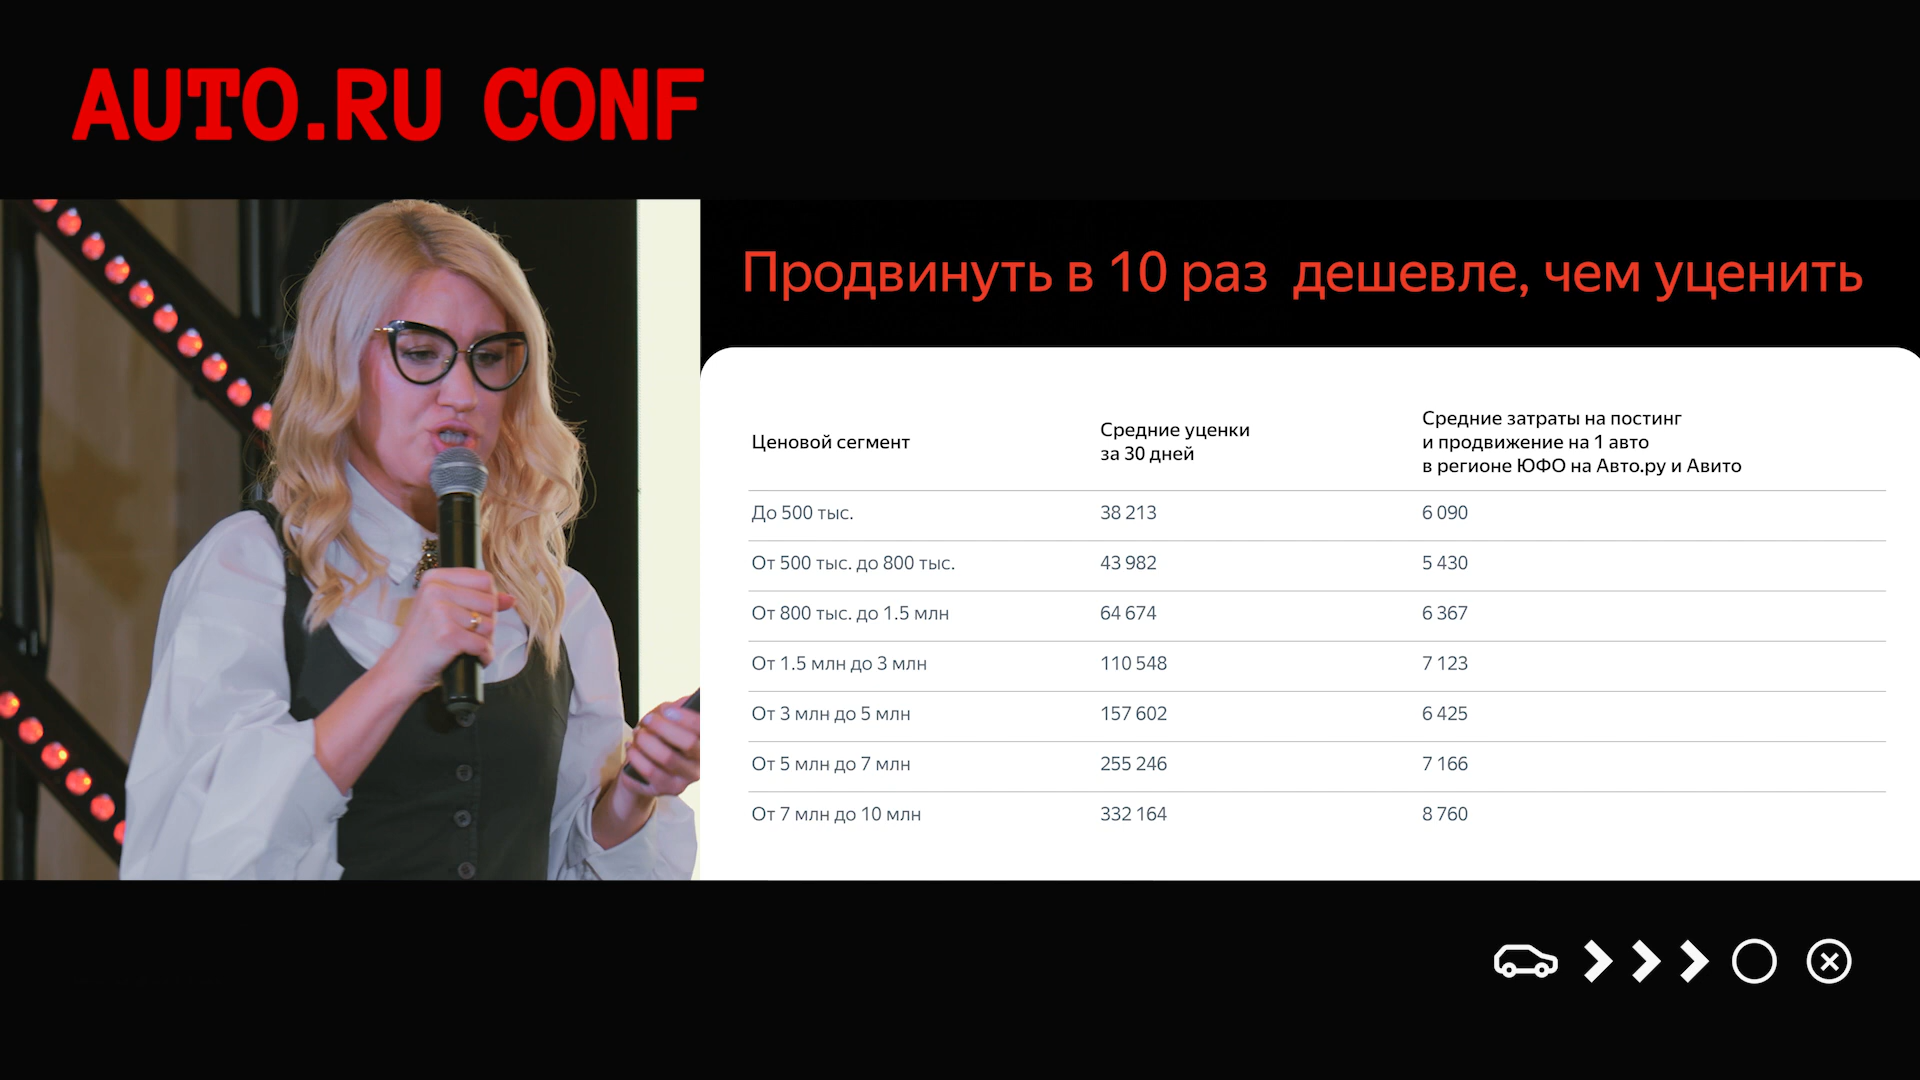 AUTO.RU CONF
Продвинуть в 10 раз дешевле, чем уценить
Ценовой сегмент
Средние уценки
за 30 дней
Средние затраты на постинг
и продвижение на 1 авто
в регионе ЮФО на Авто.ру и Авито
До 500 тыс. 38 213 6 090
От 500 тыс. до 800 тыс. 43 982 5 430
От 800 тыс. до 1.5 млн 64 674 6 367
От 1.5 млн до 3 млн 110 548 7 123
От 3 млн до 5 млн 157 602 6 425
От 5 млн до 7 млн 255 246 7 166
От 7 млн до 10 млн 332 164 8 760